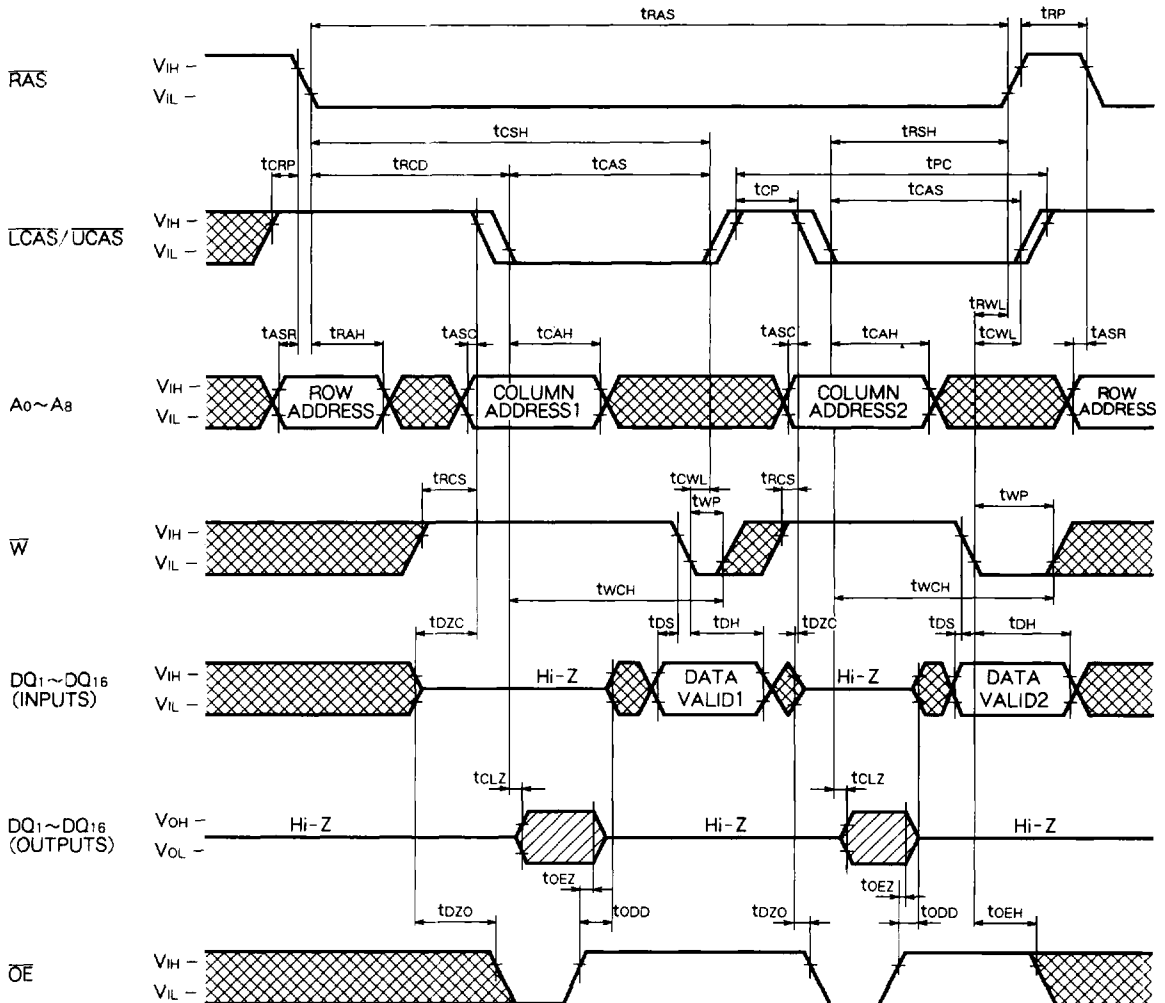 tRAS tRP
RAS
VIH –
VIL –
tCSH tRSH
tCRP tRCD tCAS tPC
tCP tCAS
LCAS/UCAS
VIH –
VIL –
tRWL
tASR tRAH tASC tCAH tASC tCAH tCWL tASR
A0~A8
VIH –
VIL –
ROW ADDRESS
COLUMN ADDRESS1
COLUMN ADDRESS2
ROW ADDRESS
tRCS tCWL tRCS
tWP tWP
W
VIH –
VIL –
tWCH tWCH
tDZC tDS tDH tDZC tDS tDH
DQ1~DQ16
(INPUTS)
VIH –
VIL –
Hi-Z
DATA VALID1
Hi-Z
DATA VALID2
tCLZ tCLZ
DQ1~DQ16
(OUTPUTS)
VOH –
VOL –
Hi-Z Hi-Z Hi-Z
tOEZ tOEZ
tDZO tODD tDZO tODD tOEH
OE
VIH –
VIL –